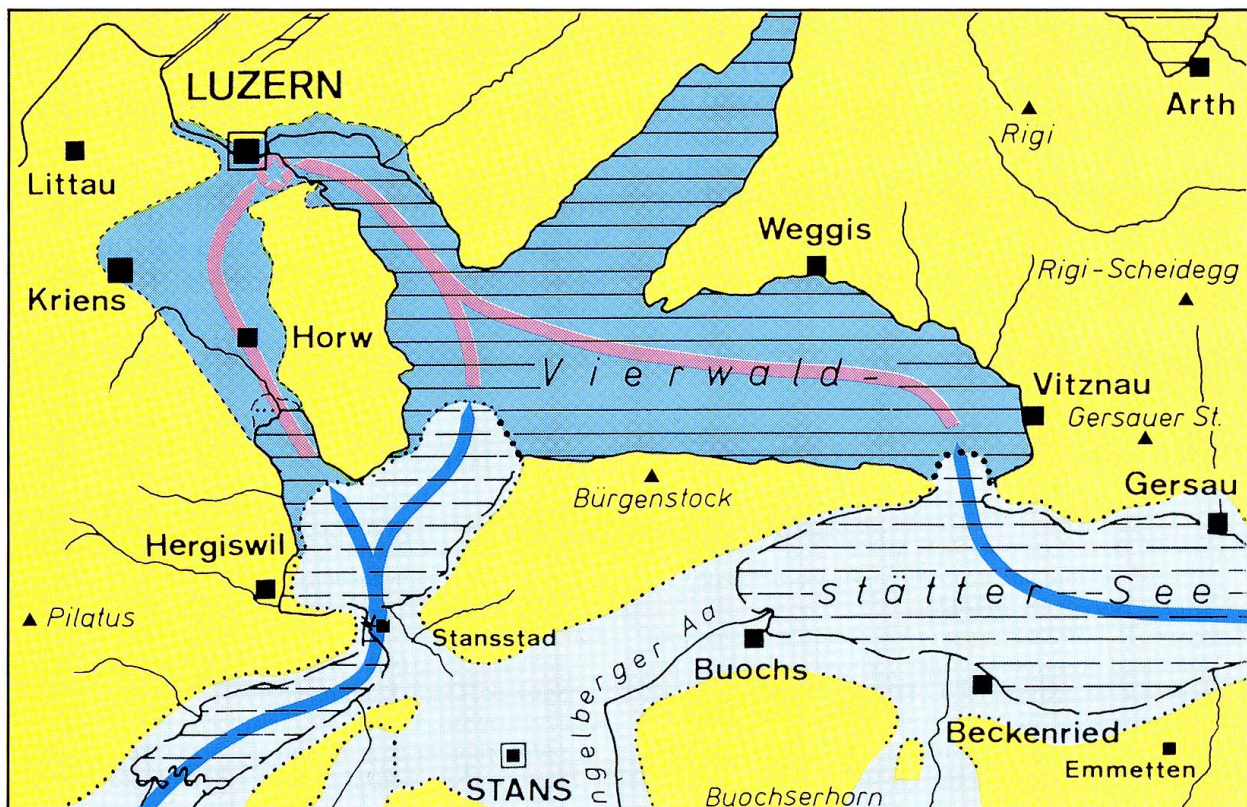 LUZERN
Arth
Rigi
Littau
Weggis
Rigi-Scheidegg
Kriens
Horw
Vierwald-
Vitznau
Gersauer St.
Bürgenstock
Gersau
Hergiswil
stätter See
Pilatus
Stansstad
ngelberger Aa
Buochs
Beckenried
STANS
Emmetten
Buochserhorn